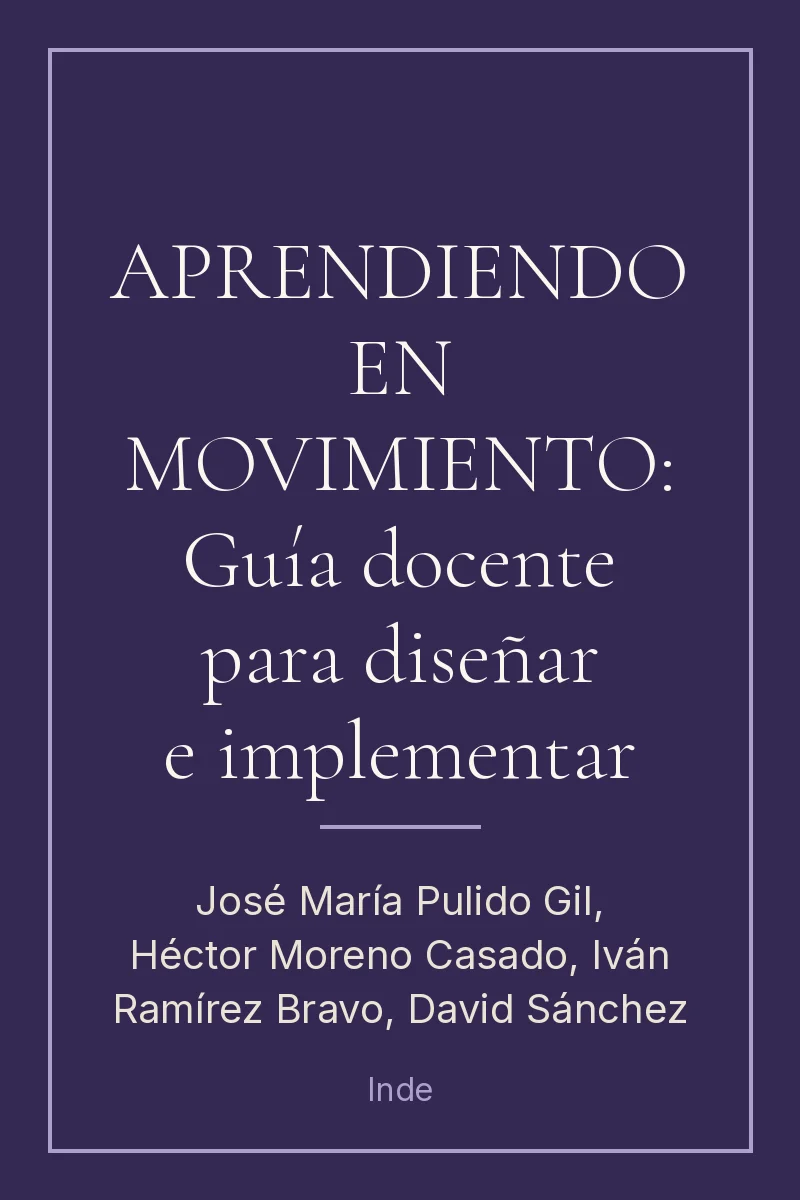 APRENDIENDO
EN
MOVIMIENTO:
Guía docente
para diseñar
e implementar
José María Pulido Gil,
Héctor Moreno Casado, Iván
Ramírez Bravo, David Sánchez
Inde